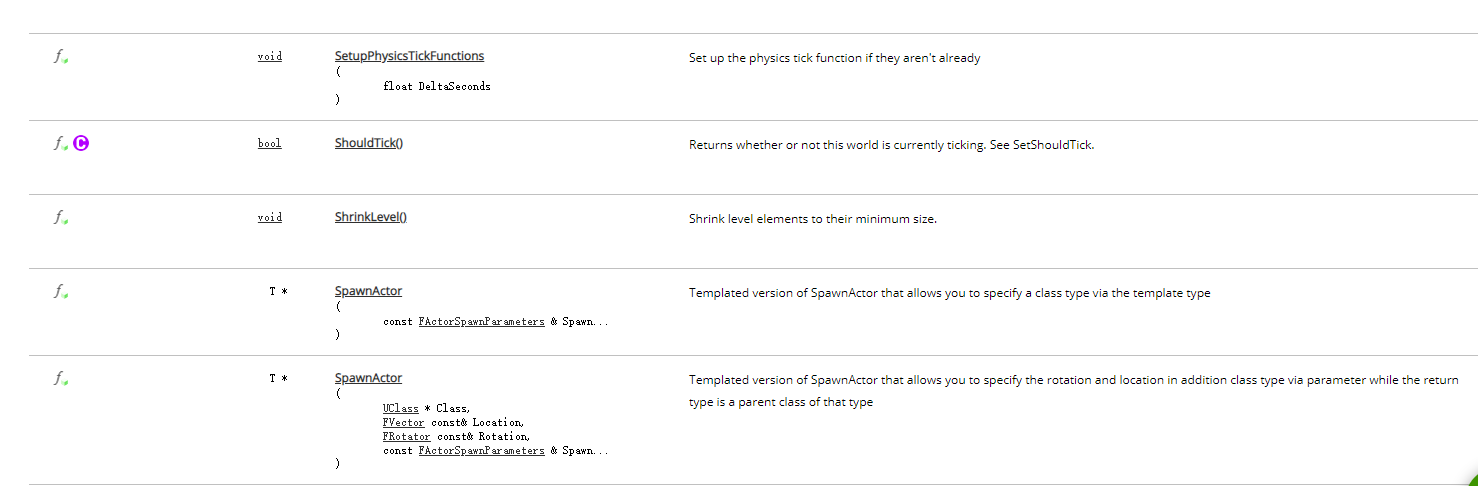 void SetupPhysicsTickFunctions Set up the physics tick function if they aren't already
(
float DeltaSeconds
)
C bool ShouldTick() Returns whether or not this world is currently ticking. See SetShouldTick.
void ShrinkLevel() Shrink level elements to their minimum size.
T * SpawnActor Templated version of SpawnActor that allows you to specify a class type via the template type
(
const FActorSpawnParameters & Spawn...
)
T * SpawnActor Templated version of SpawnActor that allows you to specify the rotation and location in addition class type via parameter while the return
type is a parent class of that type
(
UClass * Class,
FVector const& Location,
FRotator const& Rotation,
const FActorSpawnParameters & Spawn...
)